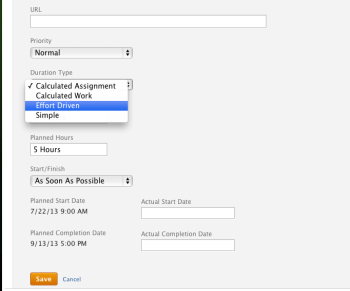 URL
Priority
Normal
Duration Type
✓ Calculated Assignment
Calculated Work
Effort Driven
Simple
Planned Hours
5 Hours
Start/Finish
As Soon As Possible
Planned Start Date
Actual Start Date
7/22/13 9:00 AM
Planned Completion Date
Actual Completion Date
9/13/13 5:00 PM
Save Cancel